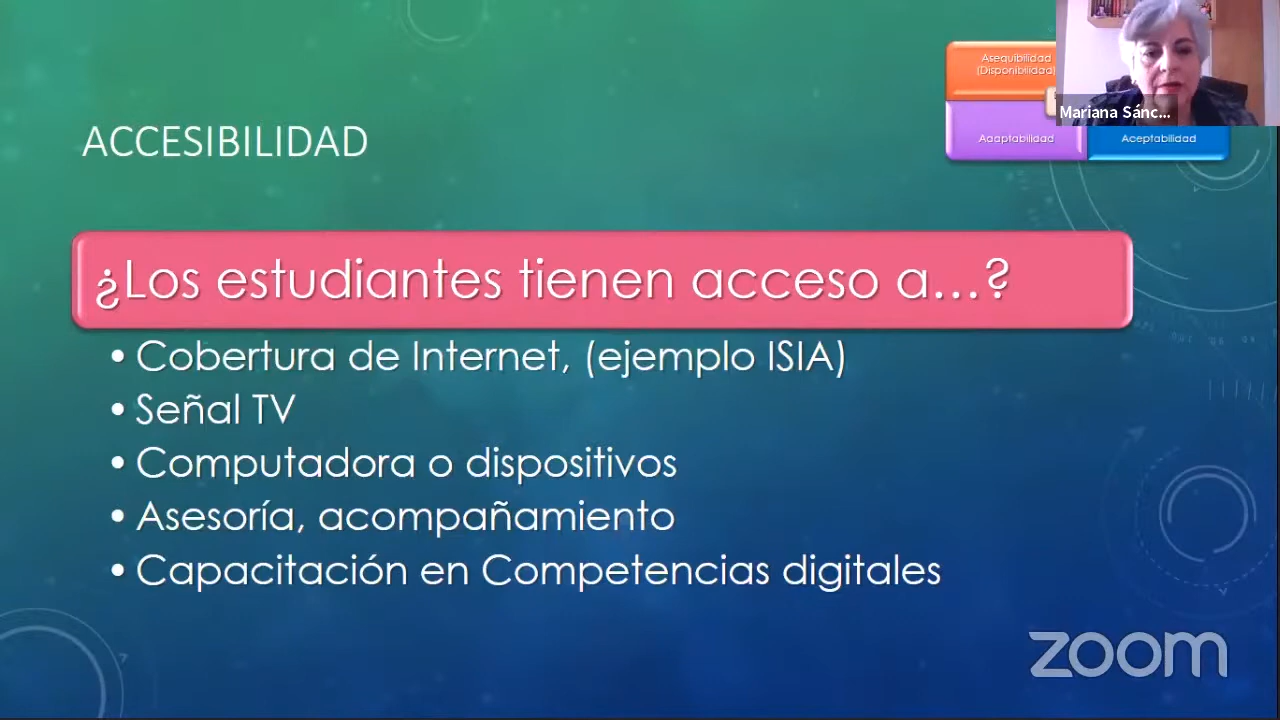 Asequibilidad
(Disponibilidad)
Mariana Sánc...
Adaptabilidad
Aceptabilidad
ACCESIBILIDAD
¿Los estudiantes tienen acceso a...?
• Cobertura de Internet, (ejemplo ISIA)
• Señal TV
• Computadora o dispositivos
• Asesoría, acompañamiento
• Capacitación en Competencias digitales
zoom